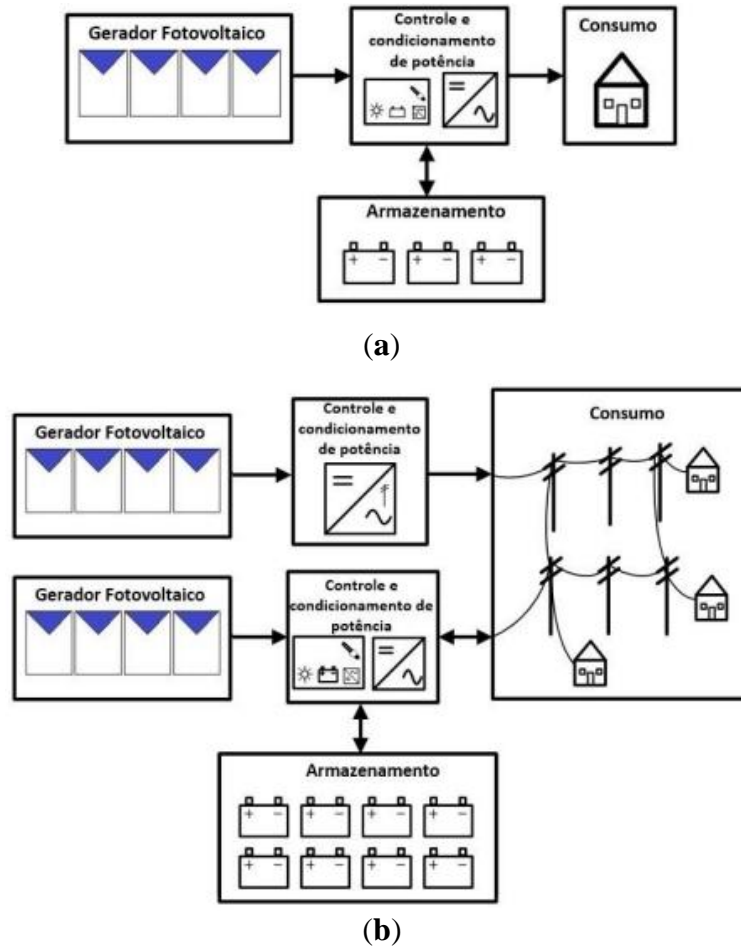 Gerador Fotovoltaico
Controle e
condicionamento
de potência
Consumo
Armazenamento
+ − + − + −
(a)
Gerador Fotovoltaico
Controle e
condicionamento
de potência
Consumo
Gerador Fotovoltaico
Controle e
condicionamento de
potência
Armazenamento
+ − + − + − + −
+ − + − + − + −
(b)